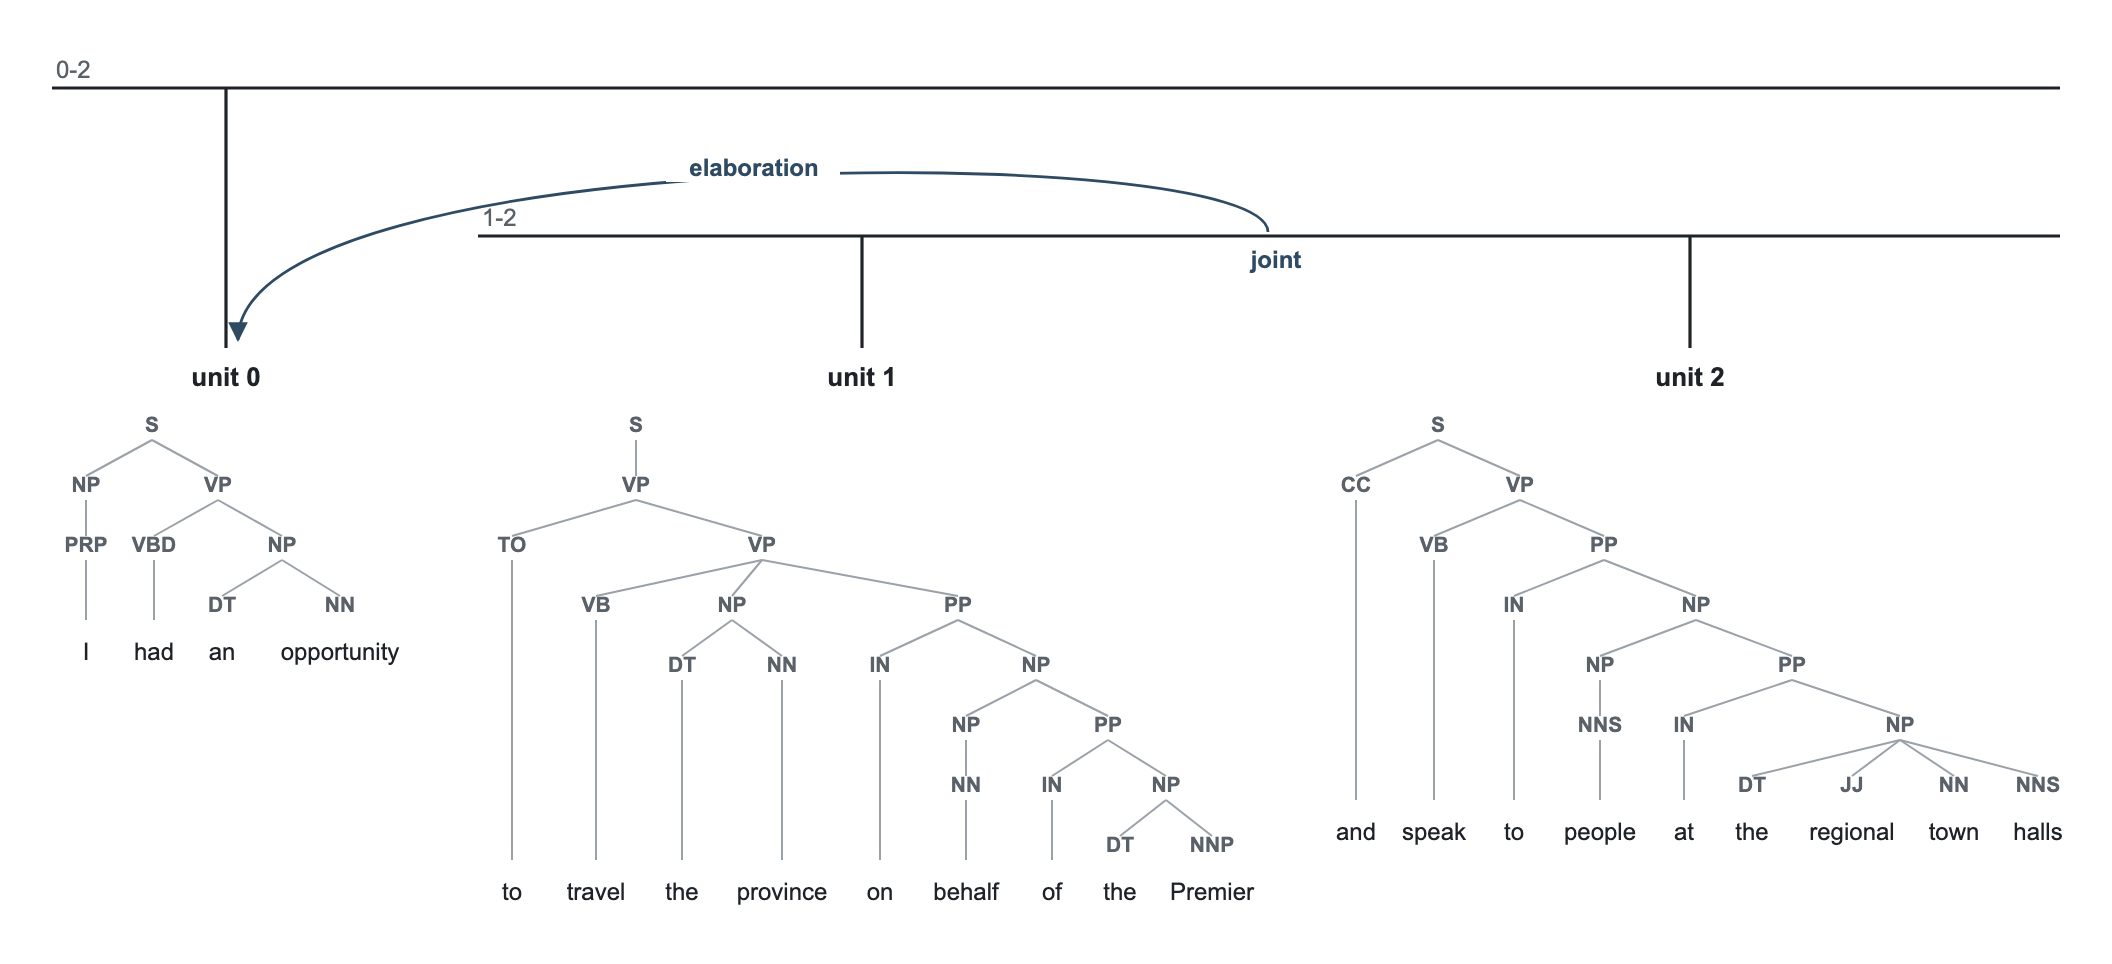 0-2
elaboration
1-2
joint
unit 0 unit 1 unit 2
S S S
NP VP VP CC VP
PRP VBD NP TO VP VB PP
DT NN VB NP PP IN NP
I had an opportunity DT NN IN NP NP PP
NP PP NNS IN NP
NN IN NP DT JJ NN NNS
and speak to people at the regional town halls
DT NNP
to travel the province on behalf of the Premier